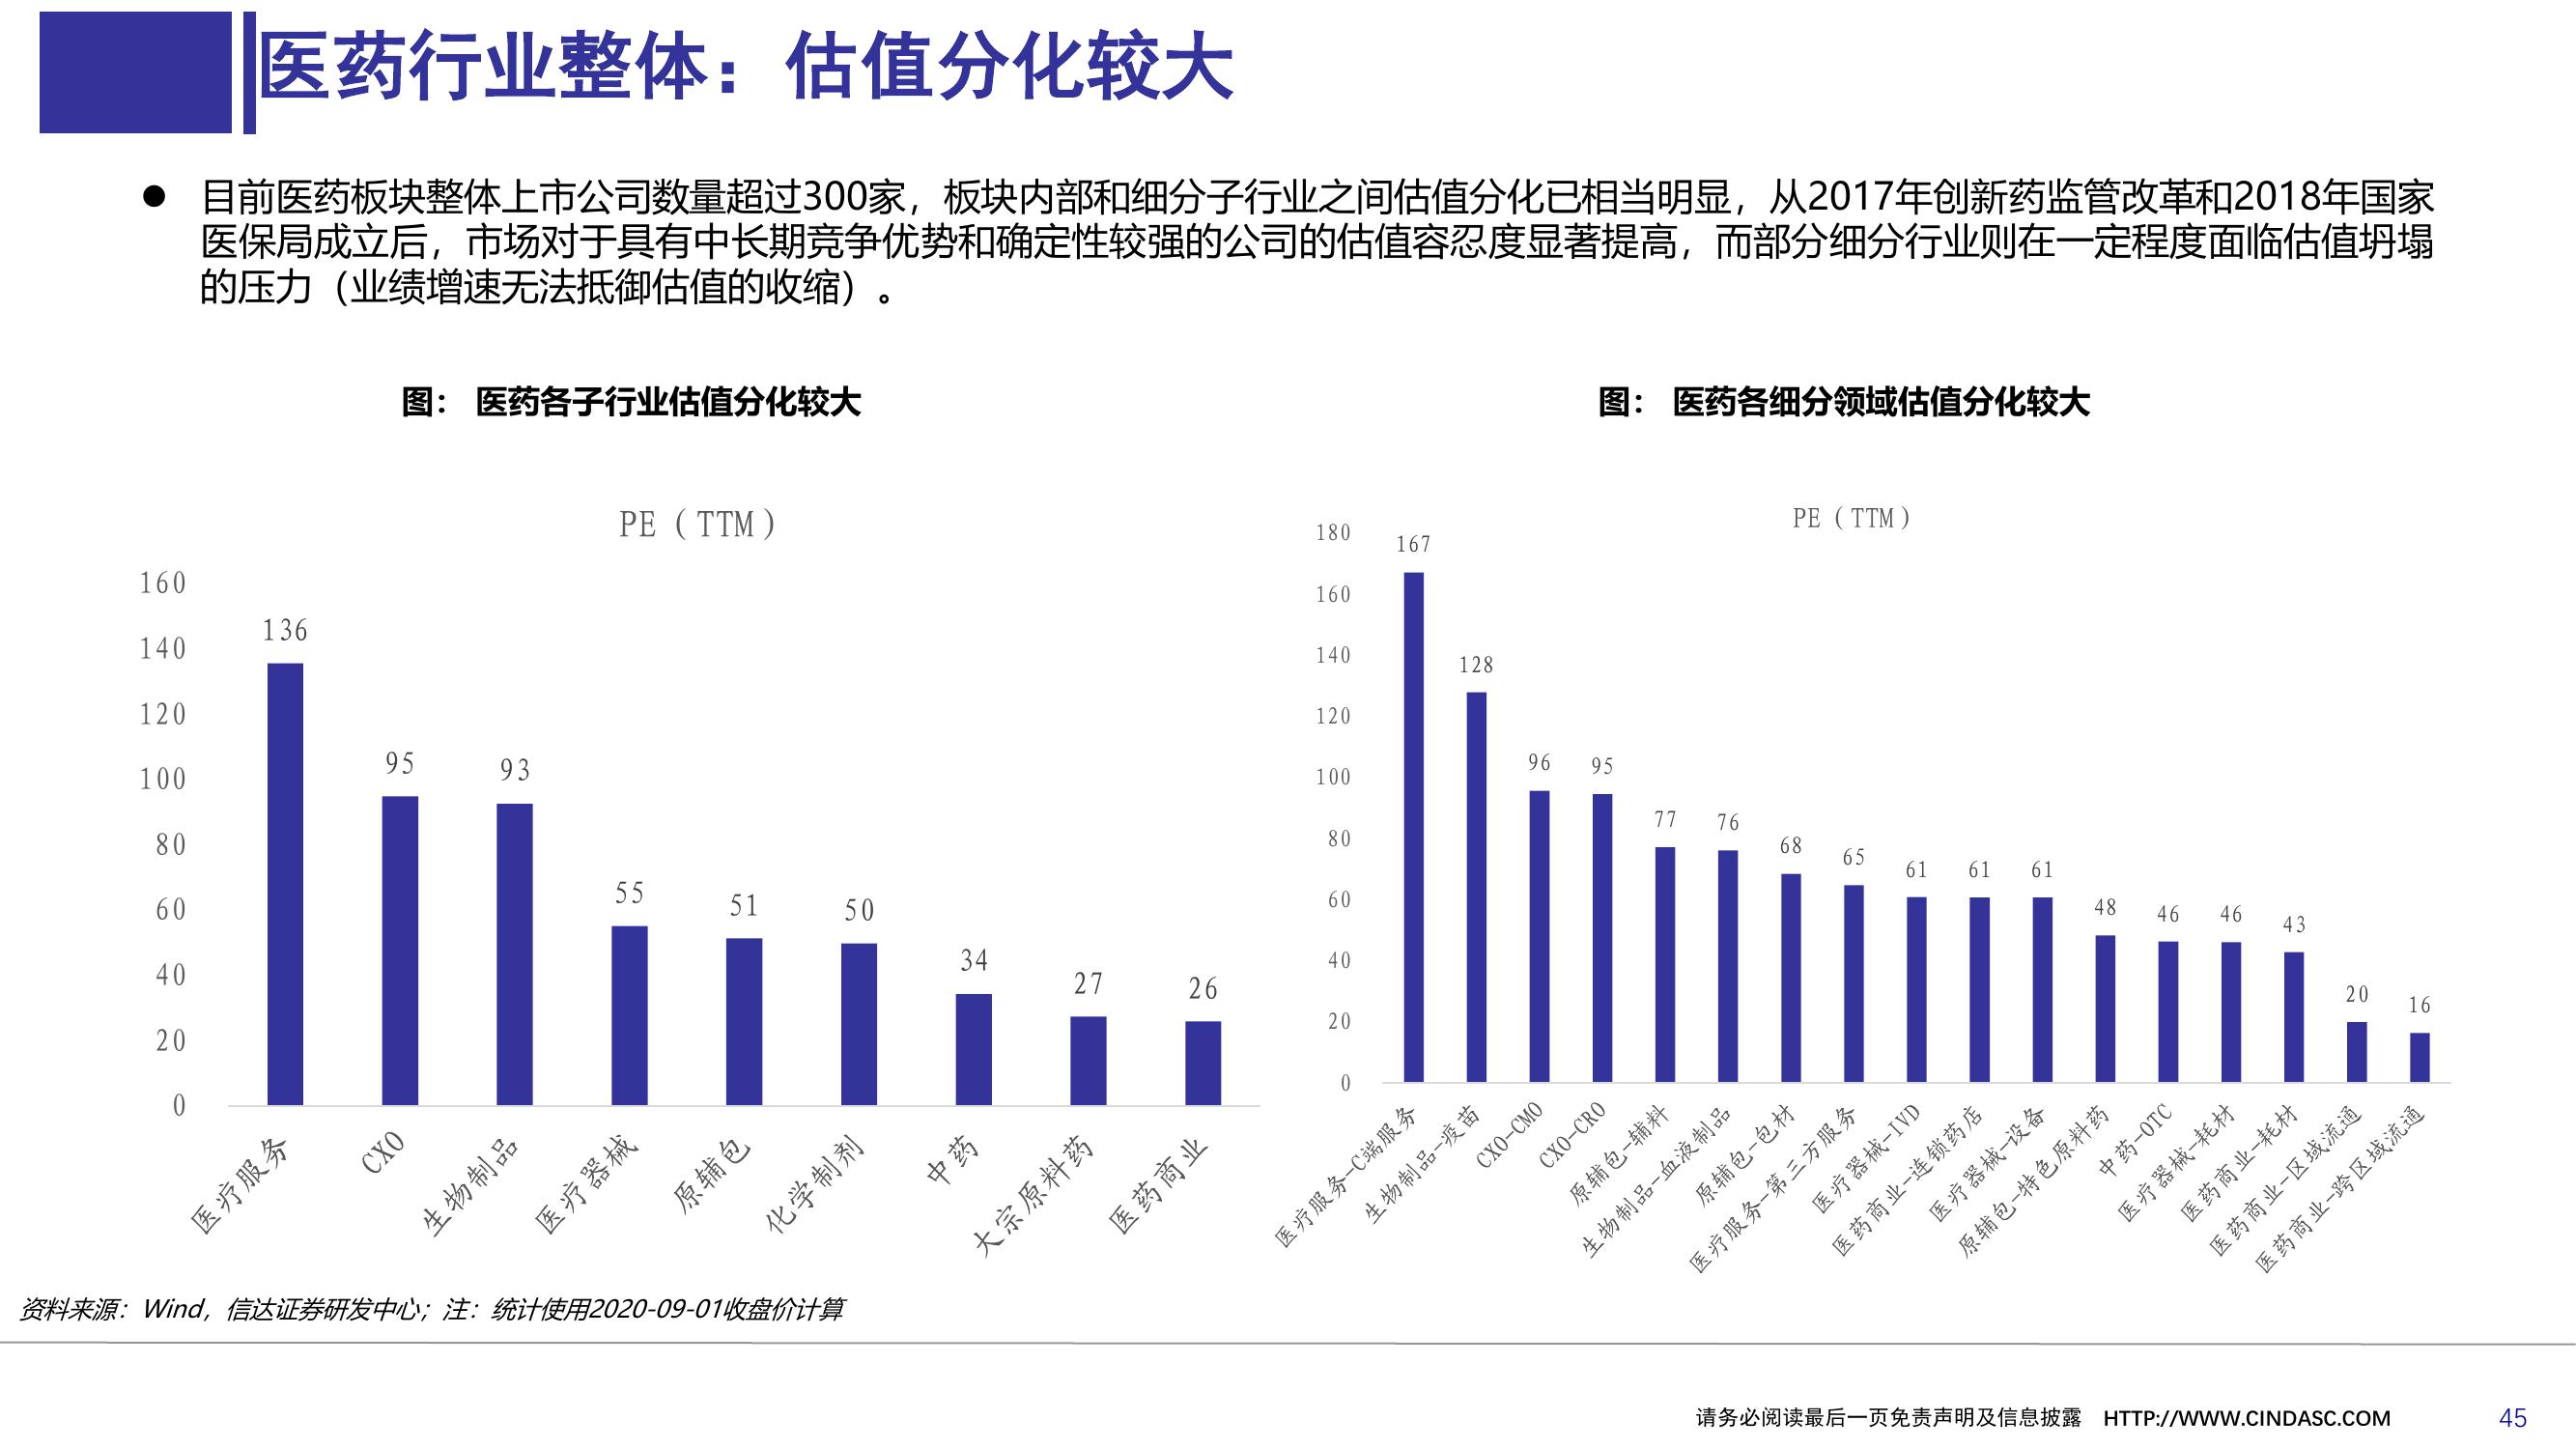 医药行业整体：估值分化较大
● 目前医药板块整体上市公司数量超过300家，板块内部和细分子行业之间估值分化已相当明显，从2017年创新药监管改革和2018年国家
医保局成立后，市场对于具有中长期竞争优势和确定性较强的公司的估值容忍度显著提高，而部分细分行业则在一定程度面临估值坍塌
的压力（业绩增速无法抵御估值的收缩）。
图： 医药各子行业估值分化较大
PE（TTM）
160
140
120
100
80
60
40
20
0
136
95
93
55
51
50
34
27
26
医疗服务
CXO
生物制品
医疗器械
原辅包
化学制剂
中药
大宗原料药
医药商业
图： 医药各细分领域估值分化较大
PE（TTM）
180
160
140
120
100
80
60
40
20
0
167
128
96
95
77
76
68
65
61
61
61
48
46
46
43
20
16
医疗服务-C端服务
生物制品-疫苗
CXO-CMO
CXO-CRO
原辅包-辅料
生物制品-血液制品
原辅包-包材
医疗服务-第三方服务
医疗器械-IVD
医药商业-连锁药店
医疗器械-设备
原辅包-特色原料药
中药-OTC
医疗器械-耗材
医药商业-耗材
医药商业-区域流通
医药商业-跨区域流通
资料来源：Wind，信达证券研发中心；注：统计使用2020-09-01收盘价计算
请务必阅读最后一页免责声明及信息披露 HTTP://WWW.CINDASC.COM 45